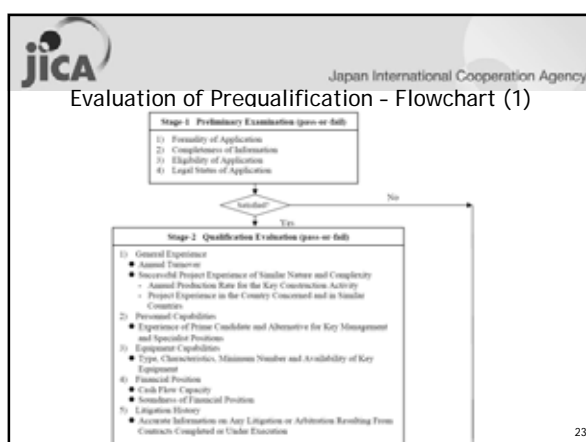 jICA
Japan International Cooperation Agency
Evaluation of Prequalification – Flowchart (1)
Stage-1 Preliminary Examination (pass-or-fail)
1) Formality of Application
2) Completeness of Information
3) Eligibility of Application
4) Legal Status of Application
Satisfied?
No
Yes
Stage-2 Qualification Evaluation (pass-or-fail)
1) General Experience
● Annual Turnover
● Successful Project Experience of Similar Nature and Complexity
- Annual Production Rate for the Key Construction Activity
- Project Experience in the Country Concerned and in Similar
Countries
2) Personnel Capabilities
● Experience of Prime Candidate and Alternative for Key Management
and Specialist Positions
3) Equipment Capabilities
● Type, Characteristics, Minimum Number and Availability of Key
Equipment
4) Financial Position
● Cash Flow Capacity
● Soundness of Financial Position
5) Litigation History
● Accurate Information on Any Litigation or Arbitration Resulting From
Contracts Completed or Under Execution
23